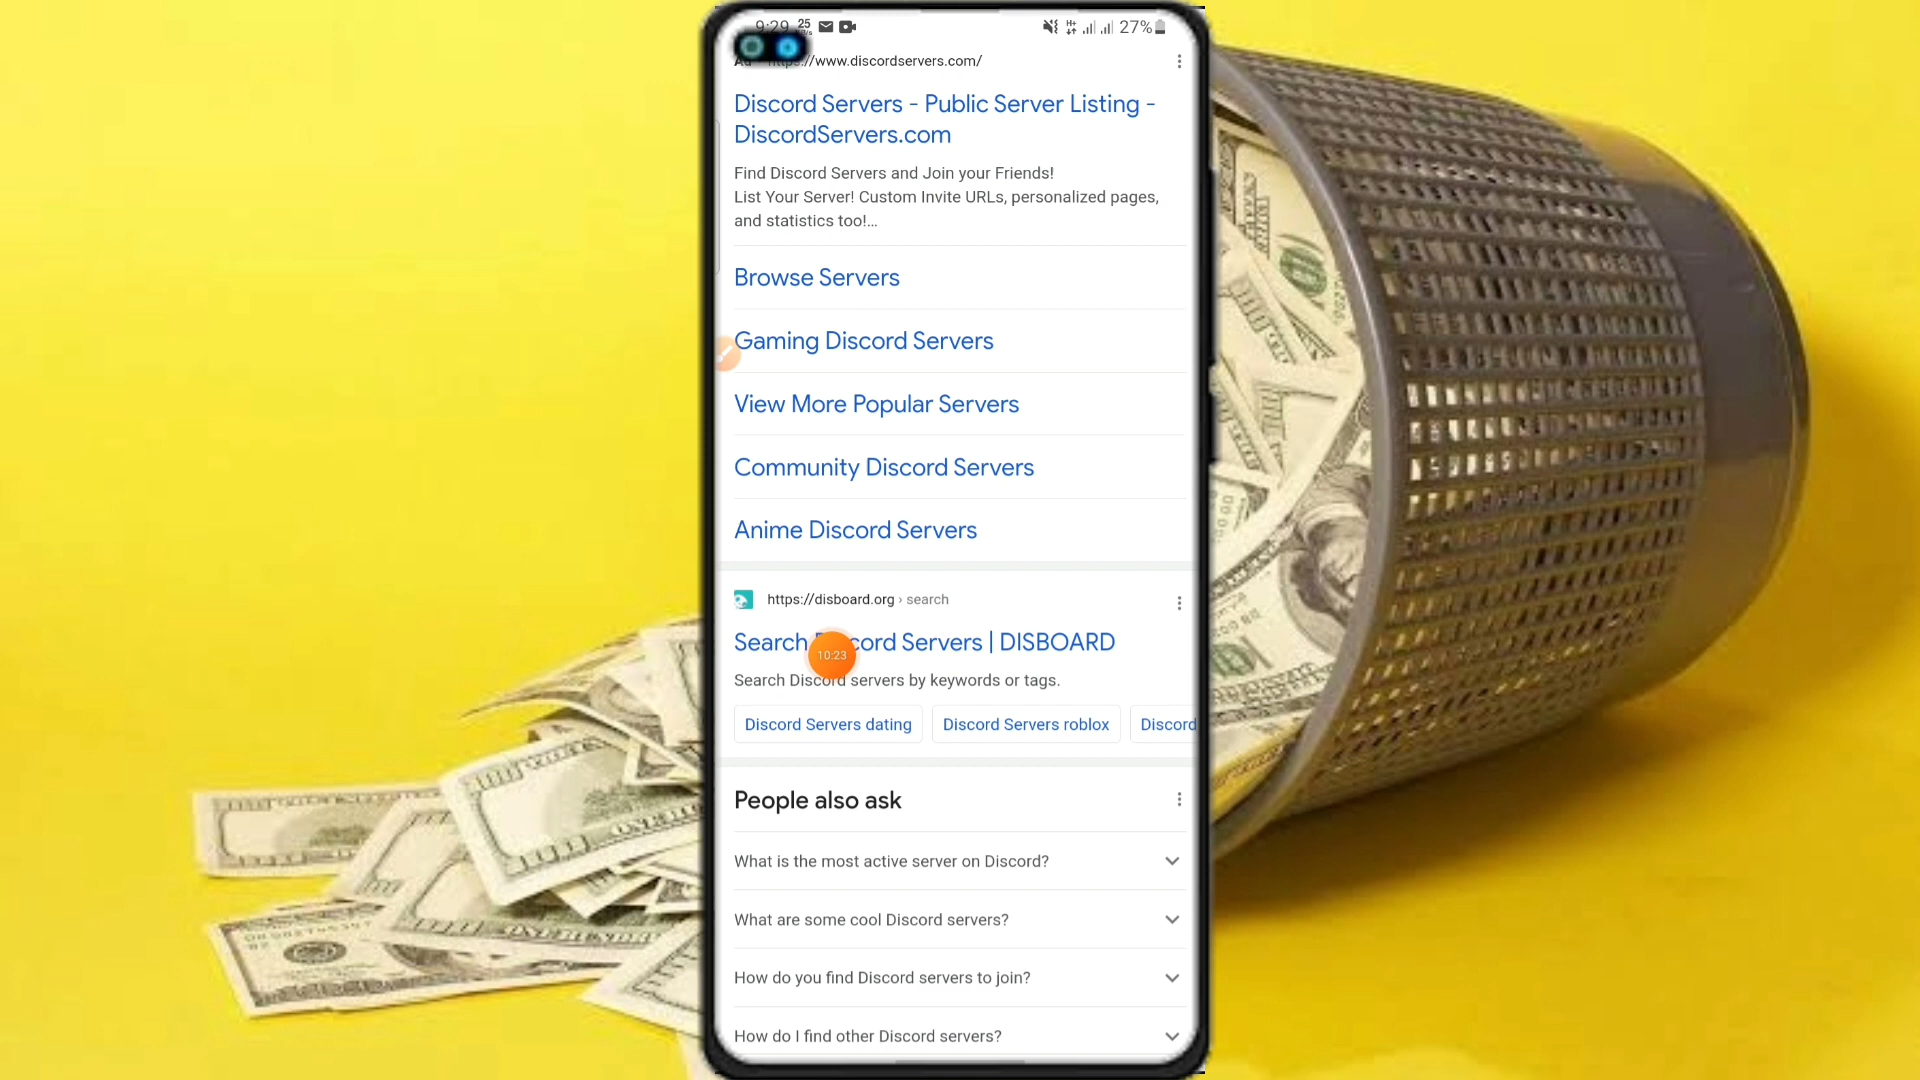 9:29 25
27%
Ad https://www.discordservers.com/
Discord Servers - Public Server Listing -
DiscordServers.com
Find Discord Servers and Join your Friends!
List Your Server! Custom Invite URLs, personalized pages,
and statistics too!...
Browse Servers
Gaming Discord Servers
View More Popular Servers
Community Discord Servers
Anime Discord Servers
https://disboard.org › search
Search Discord Servers | DISBOARD
10:23
Search Discord servers by keywords or tags.
Discord Servers dating
Discord Servers roblox
Discord
People also ask
What is the most active server on Discord?
What are some cool Discord servers?
How do you find Discord servers to join?
How do I find other Discord servers?